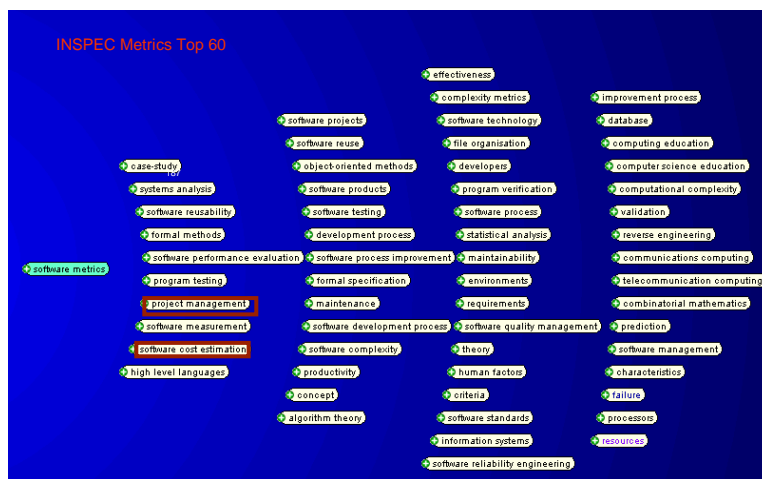 INSPEC Metrics Top 60
software metrics
case-study
187
systems analysis
software reusability
formal methods
software performance evaluation
program testing
project management
software measurement
software cost estimation
high level languages
software projects
software reuse
object-oriented methods
software products
software testing
development process
software process improvement
formal specification
maintenance
software development process
software complexity
productivity
concept
algorithm theory
effectiveness
complexity metrics
software technology
file organisation
developers
program verification
software process
statistical analysis
maintainability
environments
requirements
software quality management
theory
human factors
criteria
software standards
information systems
software reliability engineering
improvement process
database
computing education
computer science education
computational complexity
validation
reverse engineering
communications computing
telecommunication computing
combinatorial mathematics
prediction
software management
characteristics
failure
processors
resources